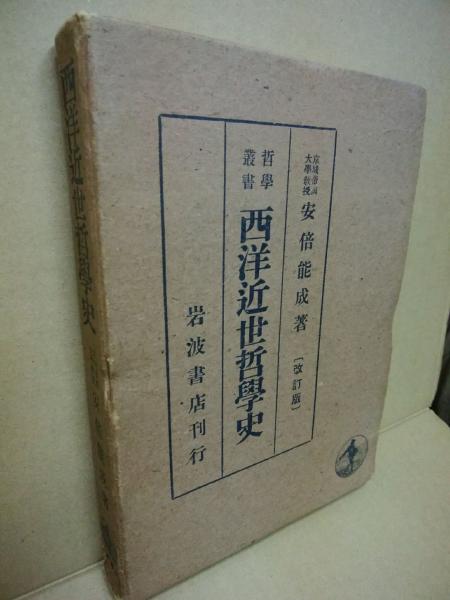 京城帝國
大學敎授
安倍能成著
[改訂版]
哲學
叢書
西洋近世哲學史
岩波書店刊行
西洋近世哲學史